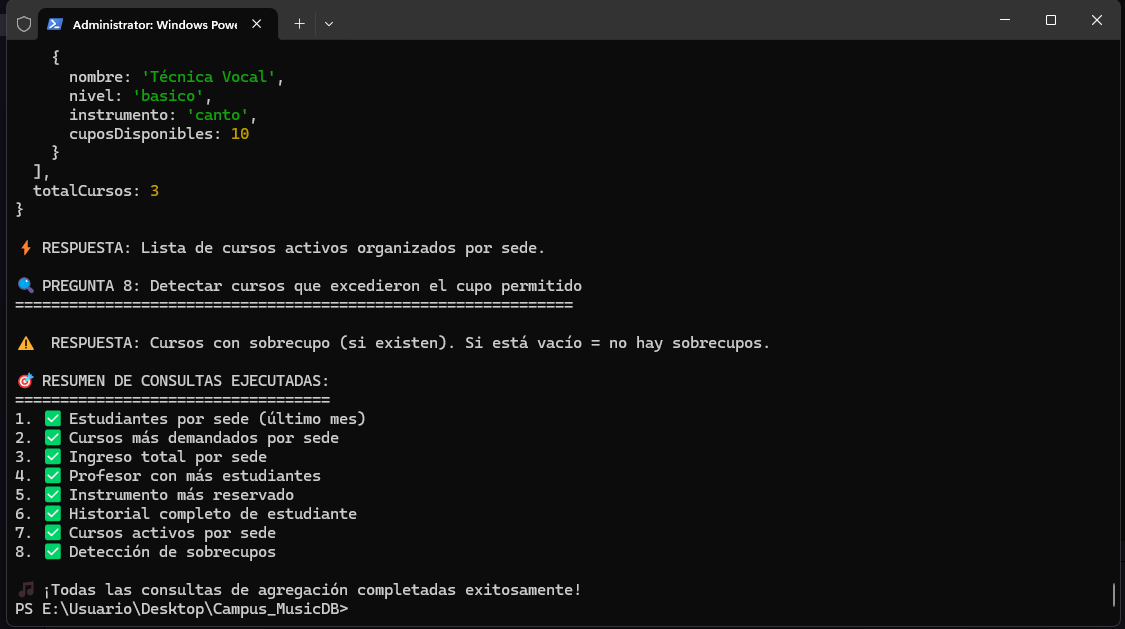 Administrator: Windows Powe
{
nombre: 'Técnica Vocal',
nivel: 'basico',
instrumento: 'canto',
cuposDisponibles: 10
}
],
totalCursos: 3
}
⚡ RESPUESTA: Lista de cursos activos organizados por sede.
🔍 PREGUNTA 8: Detectar cursos que excedieron el cupo permitido
==============================================================
⚠️ RESPUESTA: Cursos con sobrecupo (si existen). Si está vacío = no hay sobrecupos.
🎯 RESUMEN DE CONSULTAS EJECUTADAS:
===================================
1. ✅ Estudiantes por sede (último mes)
2. ✅ Cursos más demandados por sede
3. ✅ Ingreso total por sede
4. ✅ Profesor con más estudiantes
5. ✅ Instrumento más reservado
6. ✅ Historial completo de estudiante
7. ✅ Cursos activos por sede
8. ✅ Detección de sobrecupos
🎵 ¡Todas las consultas de agregación completadas exitosamente!
PS E:\Usuario\Desktop\Campus_MusicDB>